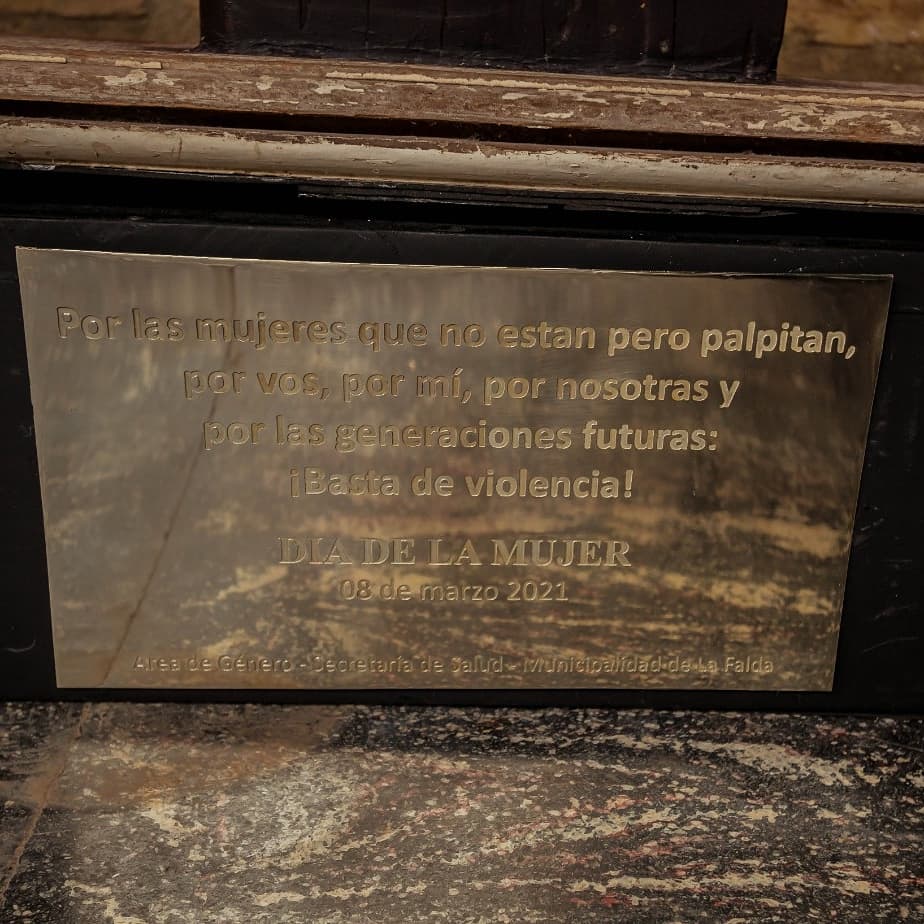 Por las mujeres que no estan pero palpitan,
por vos, por mí, por nosotras y
por las generaciones futuras:
¡Basta de violencia!
DIA DE LA MUJER
08 de marzo 2021
Area de Género - Secretaría de Salud - Municipalidad de La Falda